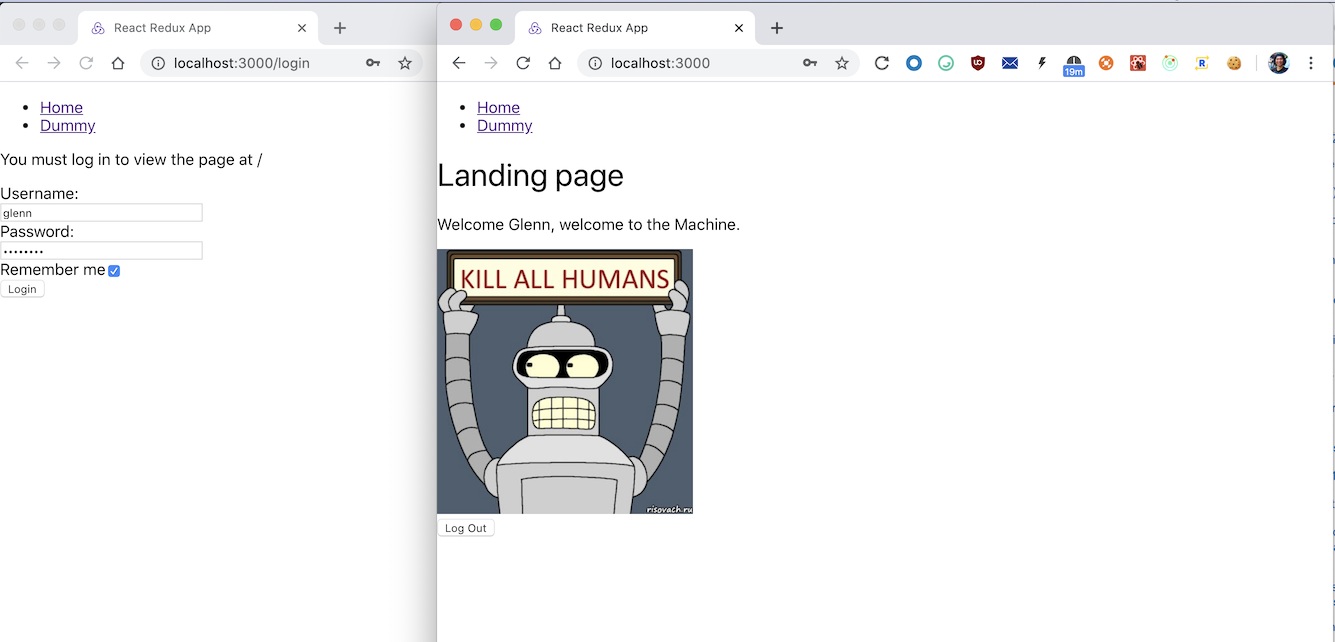 React Redux App
localhost:3000/login
Home
Dummy
You must log in to view the page at /
Username:
glenn
Password:
••••••••
Remember me
Login
React Redux App
localhost:3000
19m
Home
Dummy
Landing page
Welcome Glenn, welcome to the Machine.
KILL ALL HUMANS
risovach.ru
Log Out